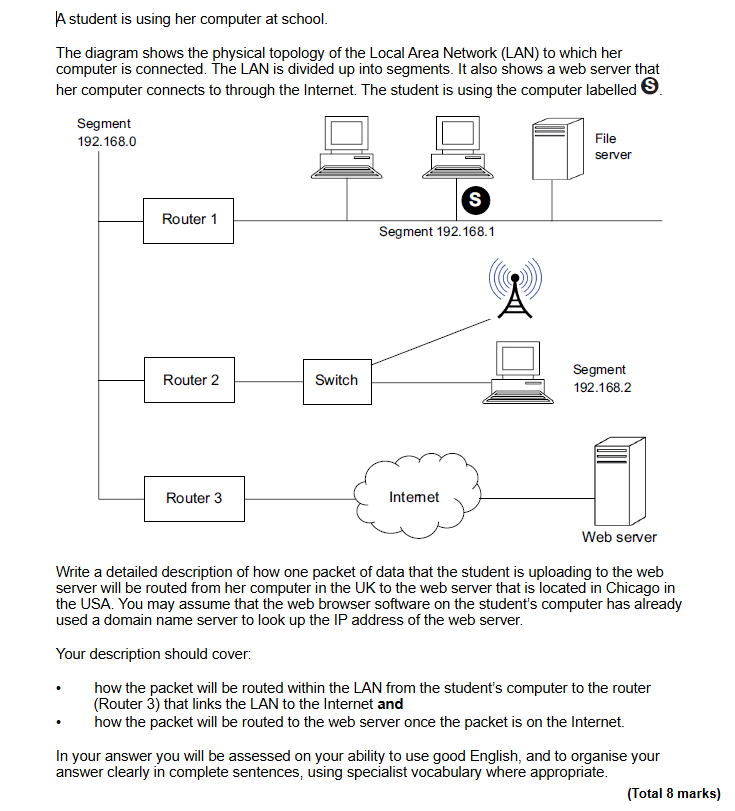 A student is using her computer at school.
The diagram shows the physical topology of the Local Area Network (LAN) to which her
computer is connected. The LAN is divided up into segments. It also shows a web server that
her computer connects to through the Internet. The student is using the computer labelled S.
Segment
192.168.0
File
server
Router 1
S
Segment 192.168.1
Router 2
Switch
Segment
192.168.2
Router 3
Internet
Web server
Write a detailed description of how one packet of data that the student is uploading to the web
server will be routed from her computer in the UK to the web server that is located in Chicago in
the USA. You may assume that the web browser software on the student's computer has already
used a domain name server to look up the IP address of the web server.
Your description should cover:
• how the packet will be routed within the LAN from the student's computer to the router
(Router 3) that links the LAN to the Internet and
• how the packet will be routed to the web server once the packet is on the Internet.
In your answer you will be assessed on your ability to use good English, and to organise your
answer clearly in complete sentences, using specialist vocabulary where appropriate.
(Total 8 marks)